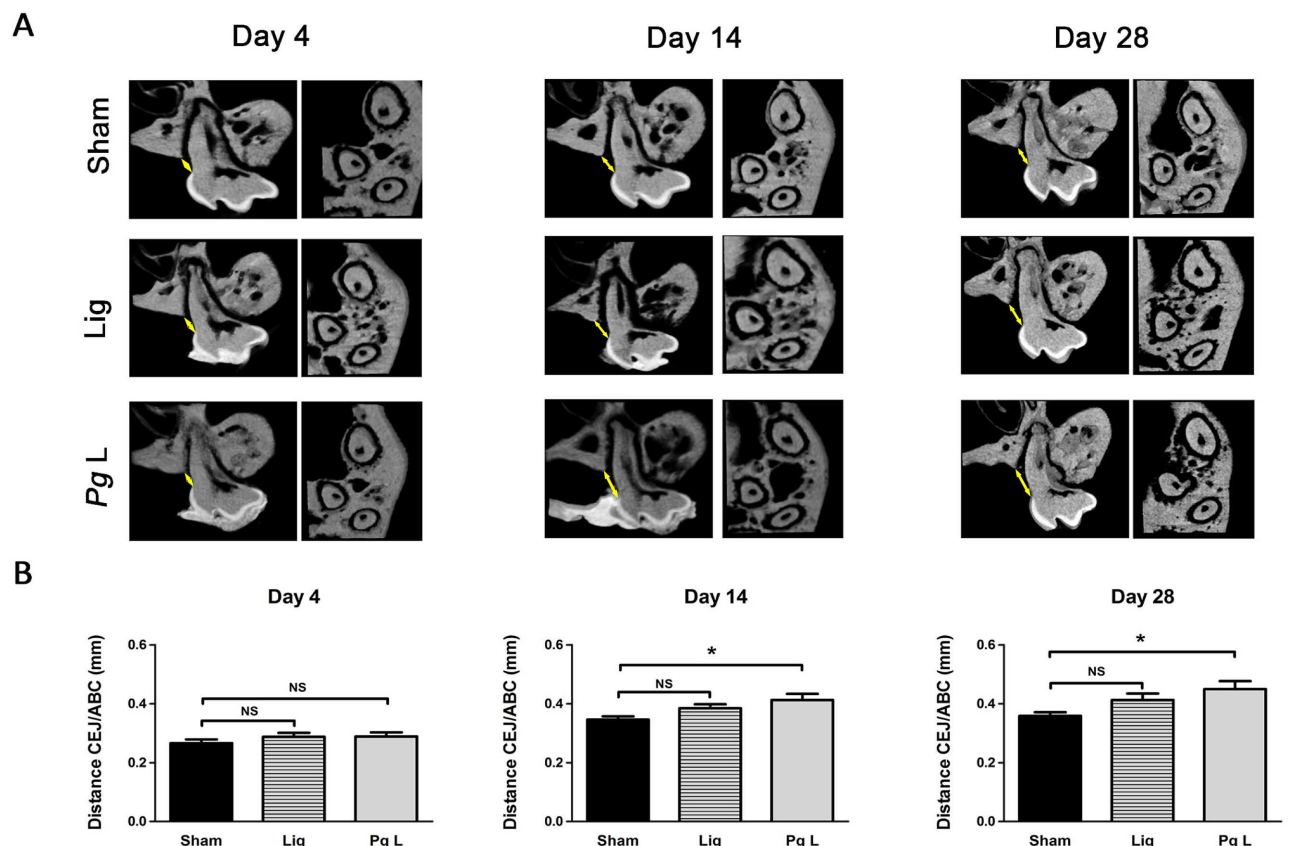 A
Day 4
Day 14
Day 28
Sham
Lig
Pg L
B
Day 4
Distance CEJ/ABC (mm)
0.6
0.4
0.2
0.0
NS
NS
Sham
Lig
Pg L
Day 14
Distance CEJ/ABC (mm)
0.6
0.4
0.2
0.0
*
NS
Sham
Lig
Pg L
Day 28
Distance CEJ/ABC (mm)
0.6
0.4
0.2
0.0
*
NS
Sham
Lig
Pg L